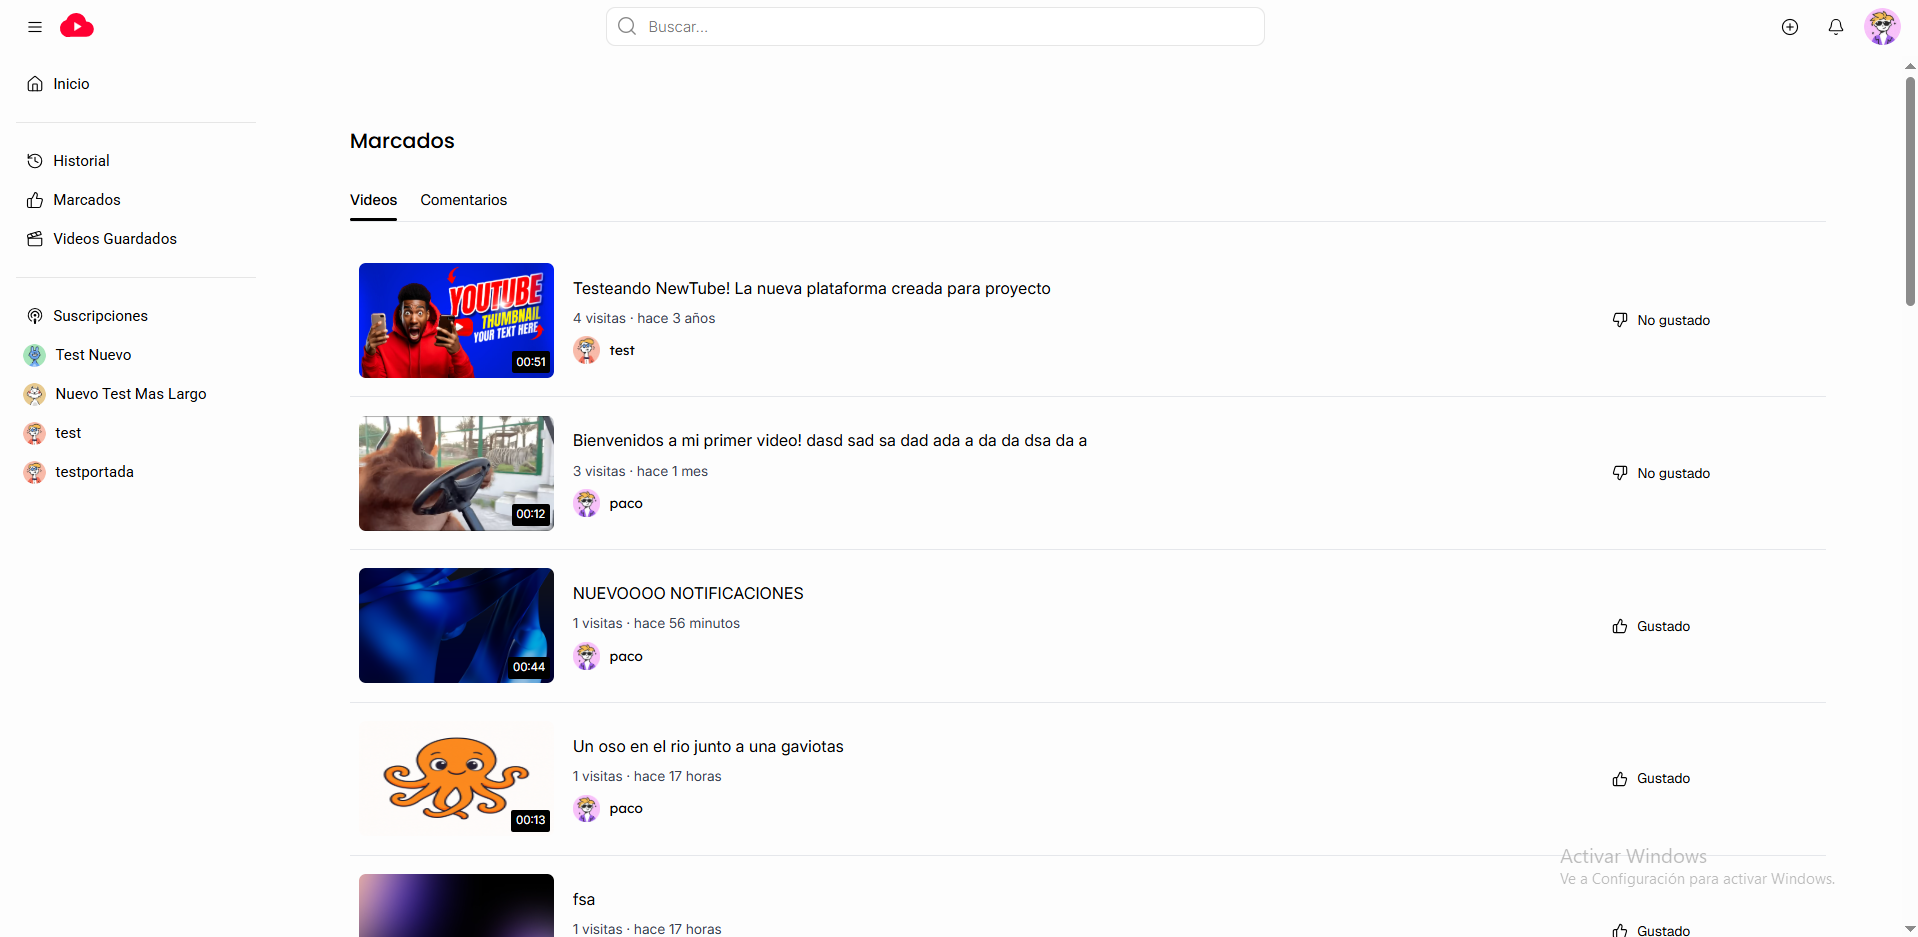 Buscar...
Inicio
Historial
Marcados
Videos Guardados
Suscripciones
Test Nuevo
Nuevo Test Mas Largo
test
testportada
Marcados
Videos
Comentarios
YOUTUBE
THUMBNAIL
YOUR TEXT HERE
00:51
Testeando NewTube! La nueva plataforma creada para proyecto
4 visitas · hace 3 años
test
No gustado
00:12
Bienvenidos a mi primer video! dasd sad sa dad ada a da da dsa da a
3 visitas · hace 1 mes
paco
No gustado
00:44
NUEVOOOO NOTIFICACIONES
1 visitas · hace 56 minutos
paco
Gustado
00:13
Un oso en el rio junto a una gaviotas
1 visitas · hace 17 horas
paco
Gustado
fsa
1 visitas · hace 17 horas
Gustado
Activar Windows
Ve a Configuración para activar Windows.